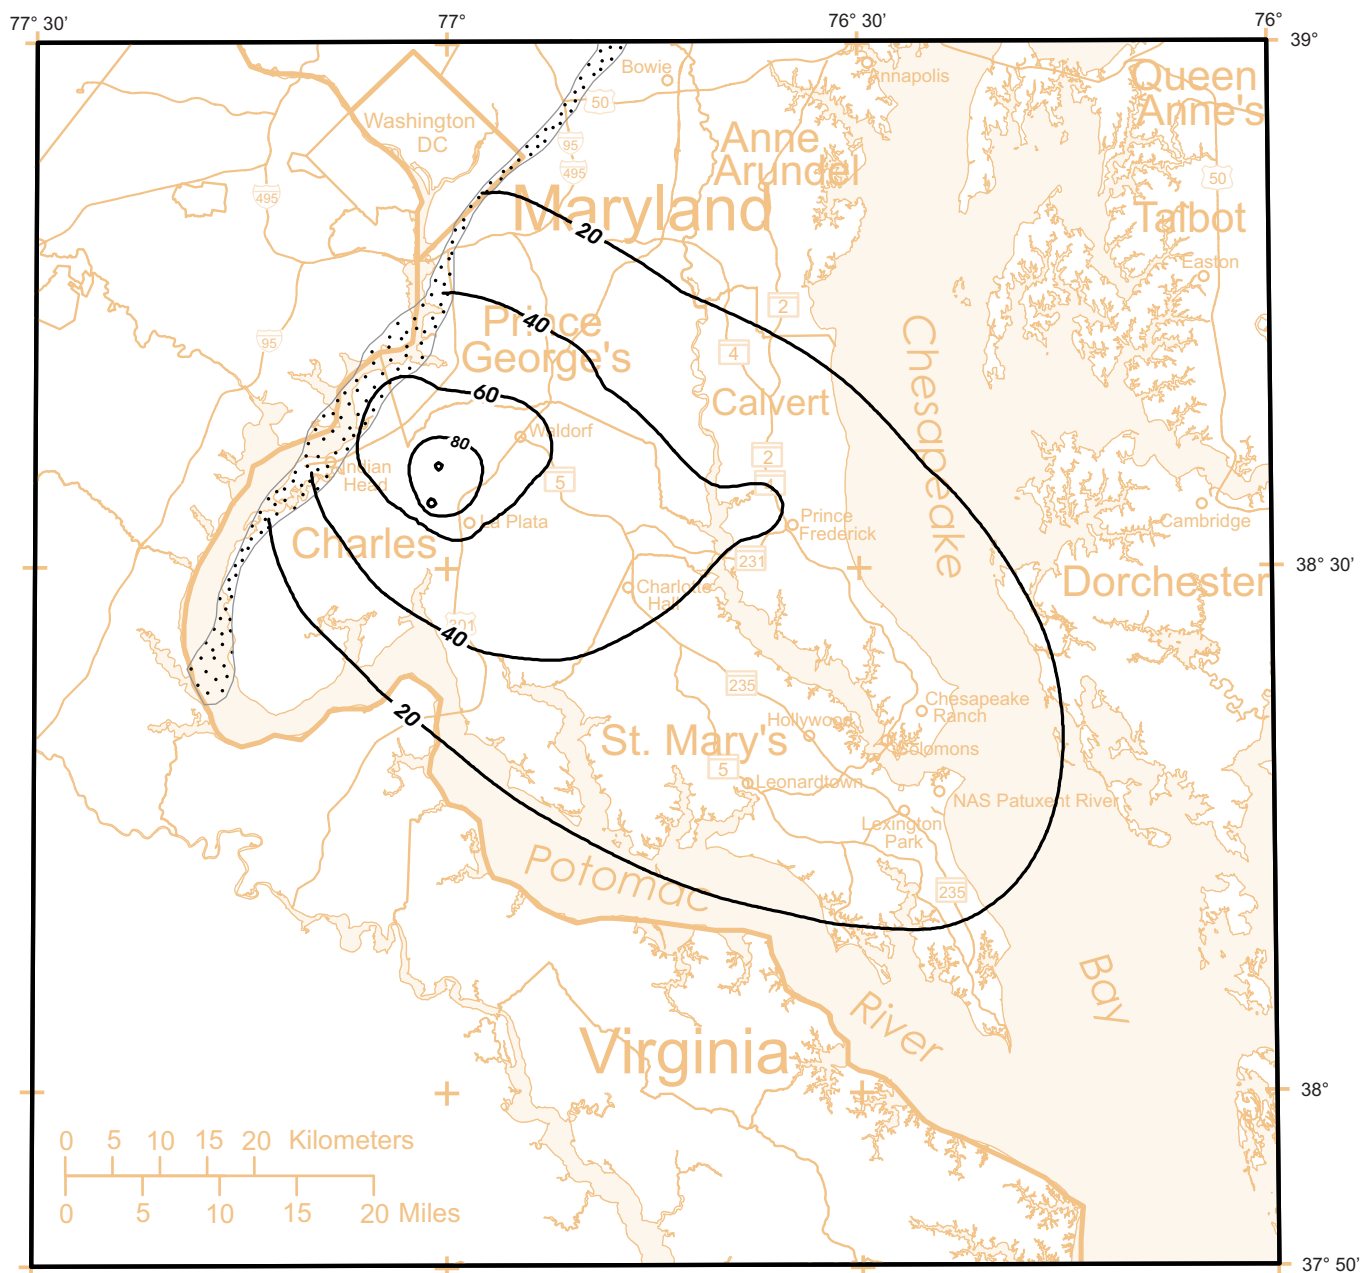 77° 30'
77°
76° 30'
76°
39°
Bowie
Annapolis
Queen
Anne's
50
Washington
DC
95
495
Anne
Arundel
50
495
Maryland
Talbot
20
Easton
2
40
Prince
George's
95
4
Chesapeake
60
Calvert
Waldorf
80
2
Indian
Head
5
4
La Plata
Prince
Frederick
Cambridge
Charles
231
38° 30'
Charlotte
Hall
Dorchester
301
40
235
Chesapeake
Ranch
20
Hollywood
St. Mary's
Solomons
5
Leonardtown
NAS Patuxent River
Lexington
Park
Potomac
235
Bay
River
Virginia
38°
0 5 10 15 20 Kilometers
0 5 10 15 20 Miles
37° 50'